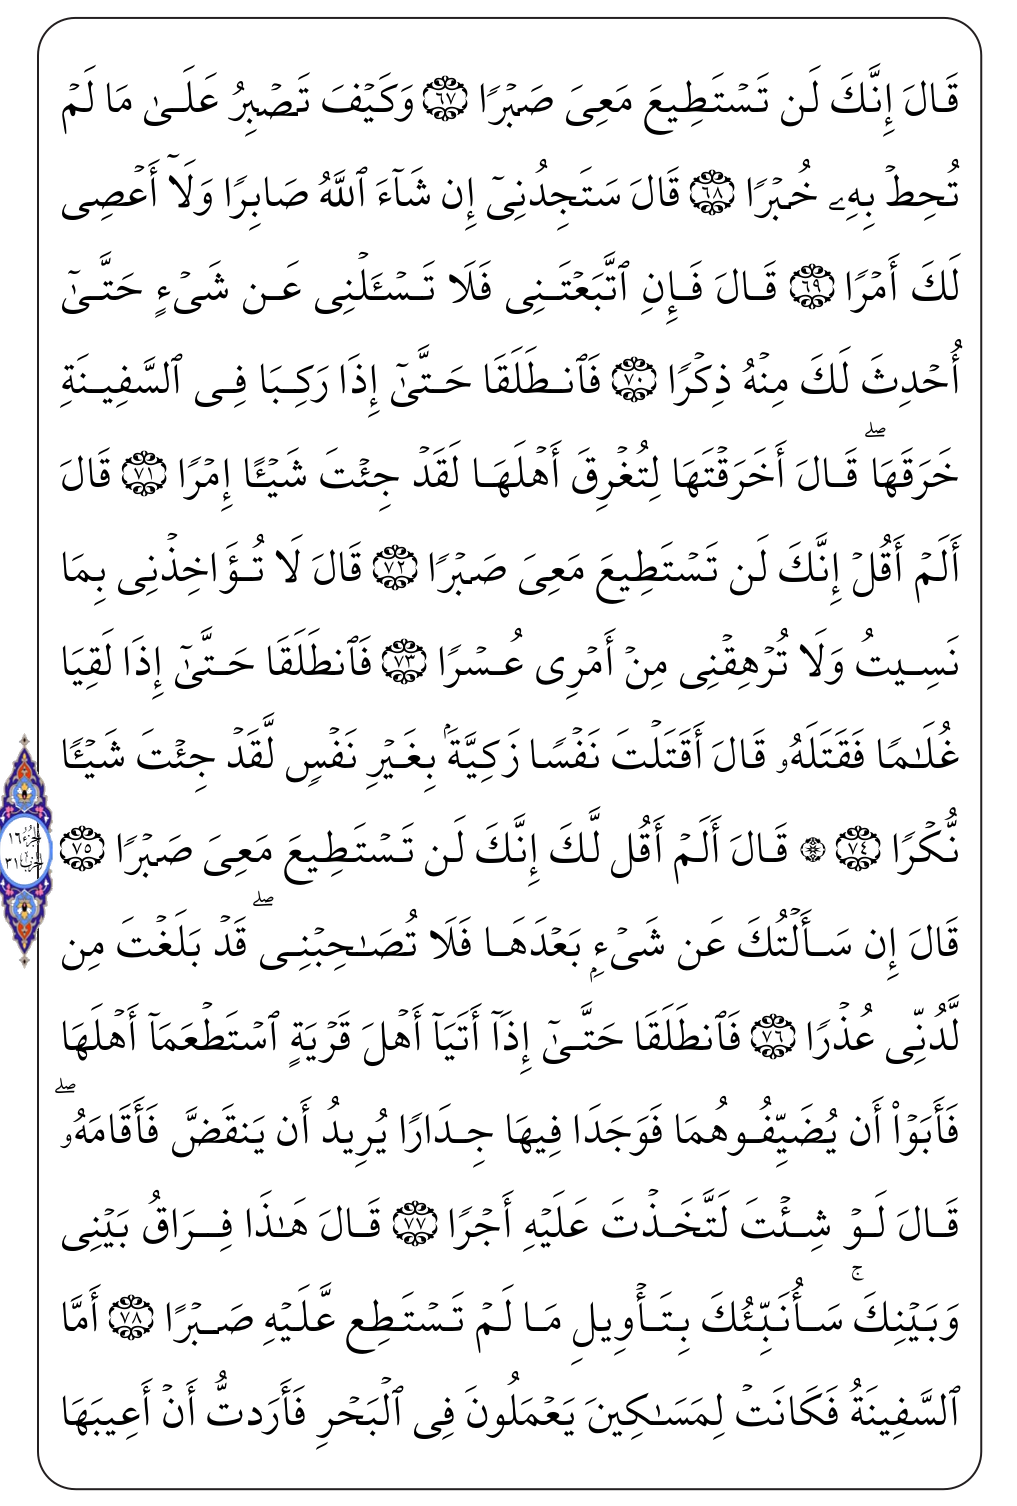 قَالَ إِنَّكَ لَن تَسۡتَطِيعَ مَعِيَ صَبۡرًا ٦٧ وَكَيۡفَ تَصۡبِرُ عَلَىٰ مَا لَمۡ
تُحِطۡ بِهِۦ خُبۡرًا ٦٨ قَالَ سَتَجِدُنِيٓ إِن شَآءَ ٱللَّهُ صَابِرًا وَلَآ أَعۡصِي
لَكَ أَمۡرًا ٦٩ قَالَ فَإِنِ ٱتَّبَعۡتَنِي فَلَا تَسۡـَٔلۡنِي عَن شَيۡءٍ حَتَّىٰٓ
أُحۡدِثَ لَكَ مِنۡهُ ذِكۡرًا ٧٠ فَٱنطَلَقَا حَتَّىٰٓ إِذَا رَكِبَا فِي ٱلسَّفِينَةِ
خَرَقَهَاۖ قَالَ أَخَرَقۡتَهَا لِتُغۡرِقَ أَهۡلَهَا لَقَدۡ جِئۡتَ شَيۡـًٔا إِمۡرًا ٧١ قَالَ
أَلَمۡ أَقُلۡ إِنَّكَ لَن تَسۡتَطِيعَ مَعِيَ صَبۡرًا ٧٢ قَالَ لَا تُؤَاخِذۡنِي بِمَا
نَسِيتُ وَلَا تُرۡهِقۡنِي مِنۡ أَمۡرِي عُسۡرًا ٧٣ فَٱنطَلَقَا حَتَّىٰٓ إِذَا لَقِيَا
غُلَٰمًا فَقَتَلَهُۥ قَالَ أَقَتَلۡتَ نَفۡسًا زَكِيَّةَۢ بِغَيۡرِ نَفۡسٍ لَّقَدۡ جِئۡتَ شَيۡـًٔا
نُّكۡرًا ٧٤ ۞ قَالَ أَلَمۡ أَقُل لَّكَ إِنَّكَ لَن تَسۡتَطِيعَ مَعِيَ صَبۡرًا ٧٥
قَالَ إِن سَأَلۡتُكَ عَن شَيۡءِۭ بَعۡدَهَا فَلَا تُصَٰحِبۡنِيۖ قَدۡ بَلَغۡتَ مِن
لَّدُنِّي عُذۡرًا ٧٦ فَٱنطَلَقَا حَتَّىٰٓ إِذَآ أَتَيَآ أَهۡلَ قَرۡيَةٍ ٱسۡتَطۡعَمَآ أَهۡلَهَا
فَأَبَوۡاْ أَن يُضَيِّفُوهُمَا فَوَجَدَا فِيهَا جِدَارًا يُرِيدُ أَن يَنقَضَّ فَأَقَامَهُۥۖ
قَالَ لَوۡ شِئۡتَ لَتَّخَذۡتَ عَلَيۡهِ أَجۡرًا ٧٧ قَالَ هَٰذَا فِرَاقُ بَيۡنِي
وَبَيۡنِكَۚ سَأُنَبِّئُكَ بِتَأۡوِيلِ مَا لَمۡ تَسۡتَطِع عَّلَيۡهِ صَبۡرًا ٧٨ أَمَّا
ٱلسَّفِينَةُ فَكَانَتۡ لِمَسَٰكِينَ يَعۡمَلُونَ فِي ٱلۡبَحۡرِ فَأَرَدتُّ أَنۡ أَعِيبَهَا
الجزء ١٦
الحزب ٣١